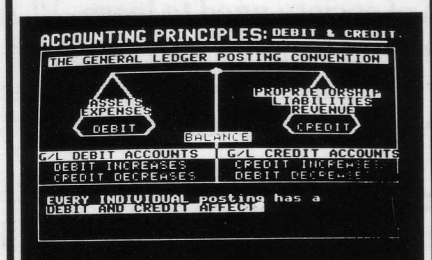 ACCOUNTING PRINCIPLES: DEBIT & CREDIT.
THE GENERAL LEDGER POSTING CONVENTION
ASSETS
EXPENSES
DEBIT
PROPRIETORSHIP
LIABILITIES
REVENUE
CREDIT
BALANCE
G/L DEBIT ACCOUNTS G/L CREDIT ACCOUNTS
DEBIT INCREASES CREDIT INCREASES
CREDIT DECREASES DEBIT DECREASES
EVERY INDIVIDUAL posting has a
DEBIT AND CREDIT AFFECT